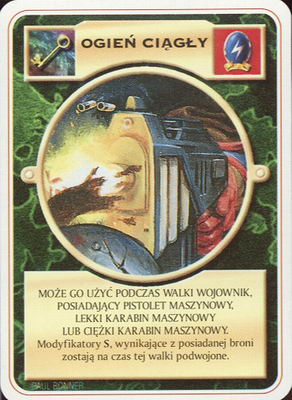 OGIEŃ CIĄGŁY
MOŻE GO UŻYĆ PODCZAS WALKI WOJOWNIK,
POSIADAJĄCY PISTOLET MASZYNOWY,
LEKKI KARABIN MASZYNOWY
LUB CIĘŻKI KARABIN MASZYNOWY.
Modyfikatory S, wynikające z posiadanej broni
zostają na czas tej walki podwojone.
PAUL BONNER